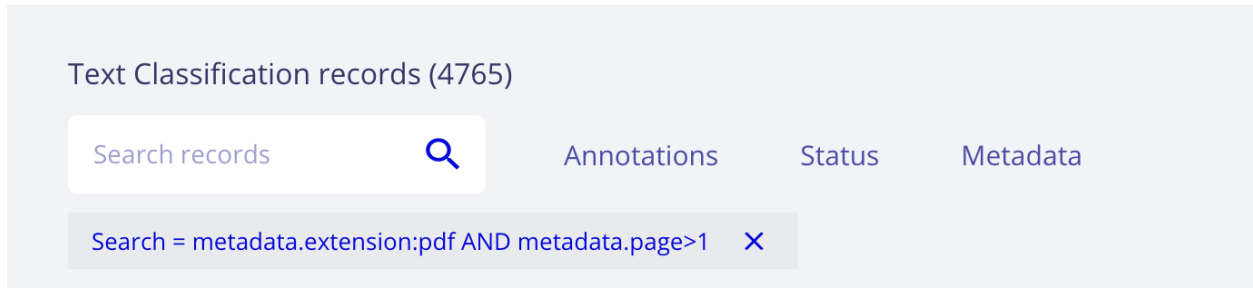 Text Classification records (4765)
Search records Annotations Status Metadata
Search = metadata.extension:pdf AND metadata.page>1